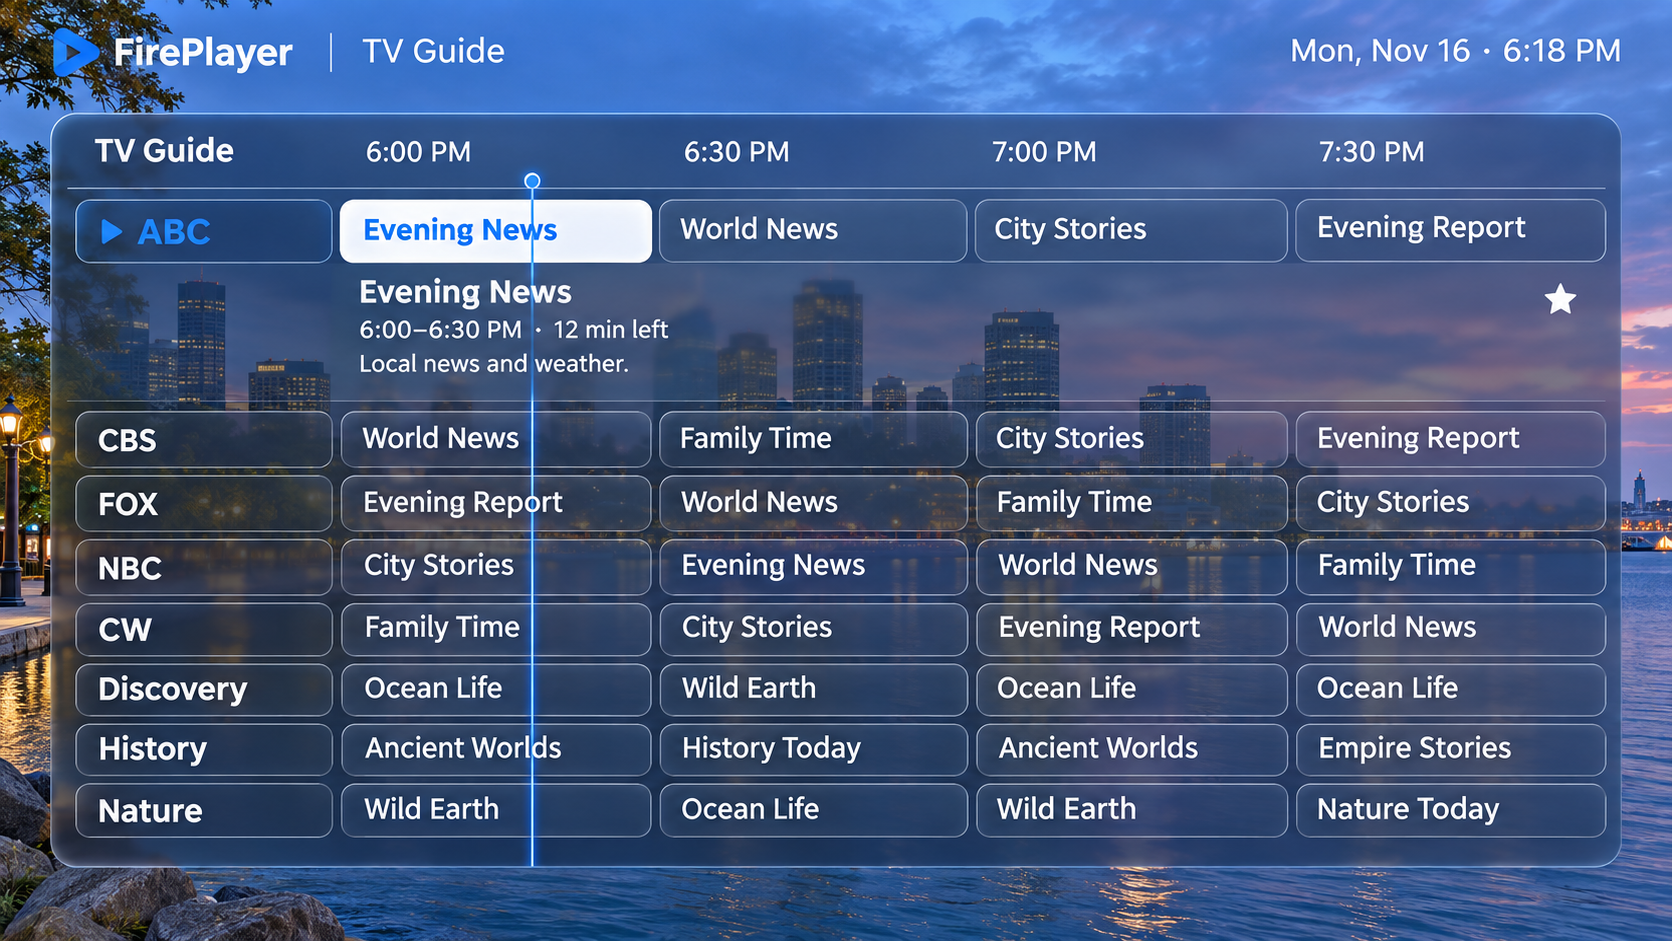 FirePlayer | TV Guide
Mon, Nov 16 · 6:18 PM
TV Guide 6:00 PM 6:30 PM 7:00 PM 7:30 PM
ABC Evening News World News City Stories Evening Report
Evening News
6:00–6:30 PM · 12 min left
Local news and weather.
CBS World News Family Time City Stories Evening Report
FOX Evening Report World News Family Time City Stories
NBC City Stories Evening News World News Family Time
CW Family Time City Stories Evening Report World News
Discovery Ocean Life Wild Earth Ocean Life Ocean Life
History Ancient Worlds History Today Ancient Worlds Empire Stories
Nature Wild Earth Ocean Life Wild Earth Nature Today